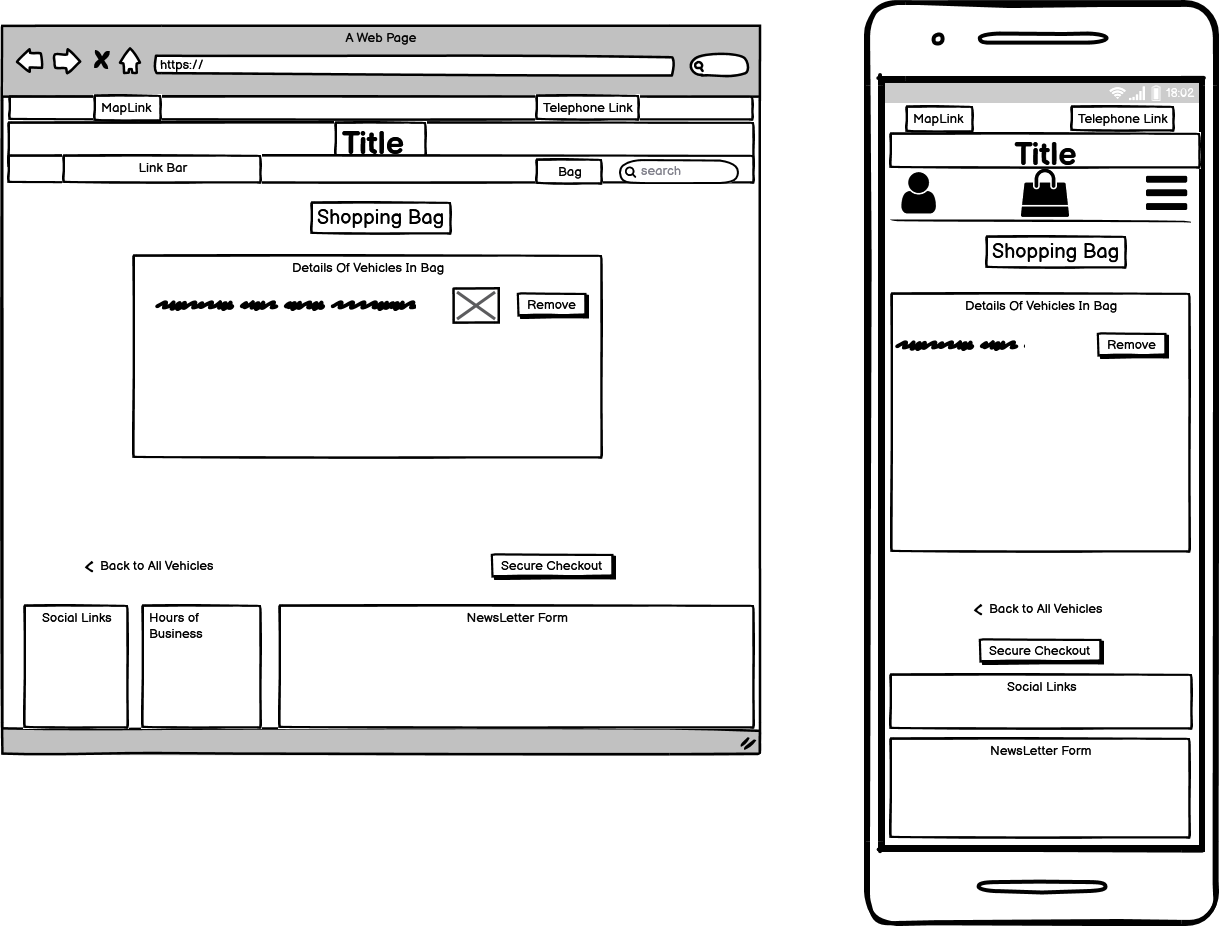 A Web Page
https://
MapLink
Telephone Link
Title
Link Bar
Bag
search
Shopping Bag
Details Of Vehicles In Bag
Remove
Back to All Vehicles
Secure Checkout
Social Links
Hours of
Business
NewsLetter Form
18:02
MapLink
Telephone Link
Title
Shopping Bag
Details Of Vehicles In Bag
Remove
Back to All Vehicles
Secure Checkout
Social Links
NewsLetter Form